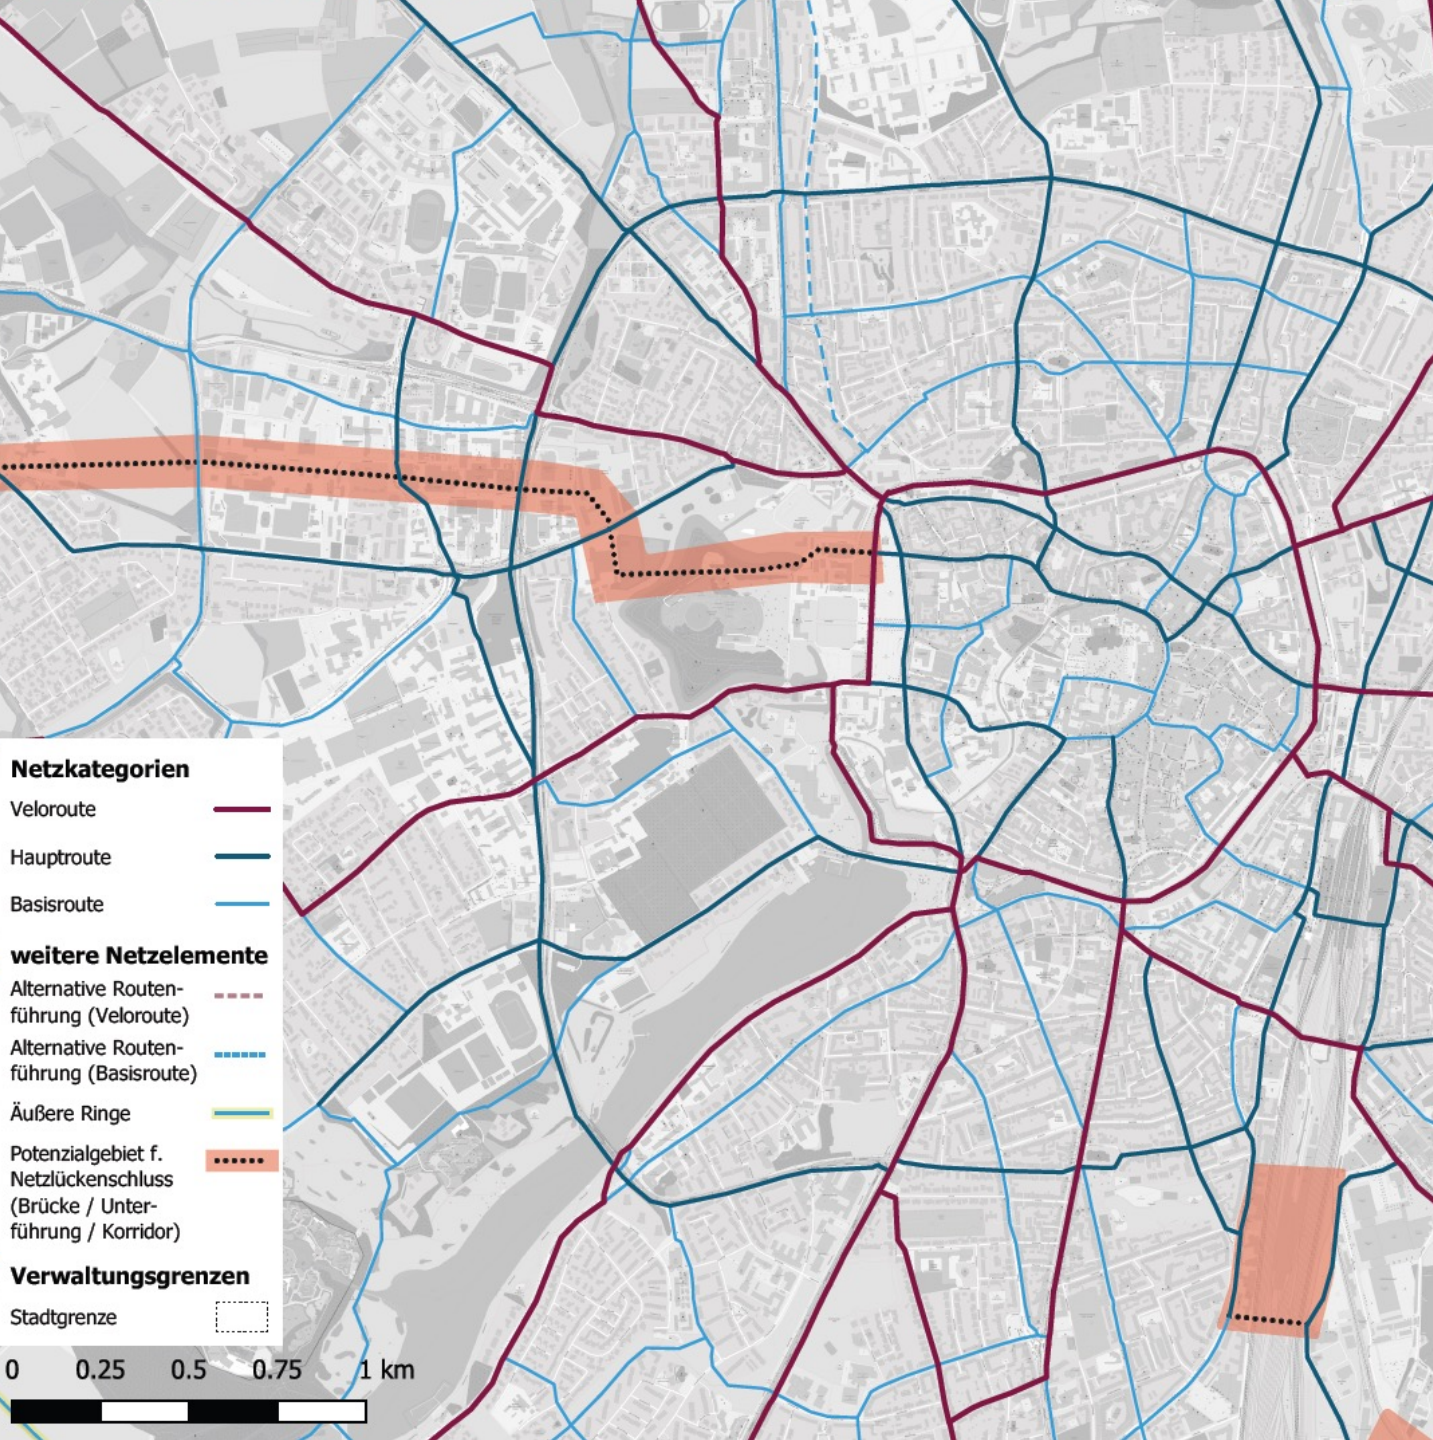 Netzkategorien
Veloroute
Hauptroute
Basisroute
weitere Netzelemente
Alternative Routen-
führung (Veloroute)
Alternative Routen-
führung (Basisroute)
Äußere Ringe
Potenzialgebiet f.
Netzlückenschluss
(Brücke / Unter-
führung / Korridor)
Verwaltungsgrenzen
Stadtgrenze
0 0.25 0.5 0.75 1 km